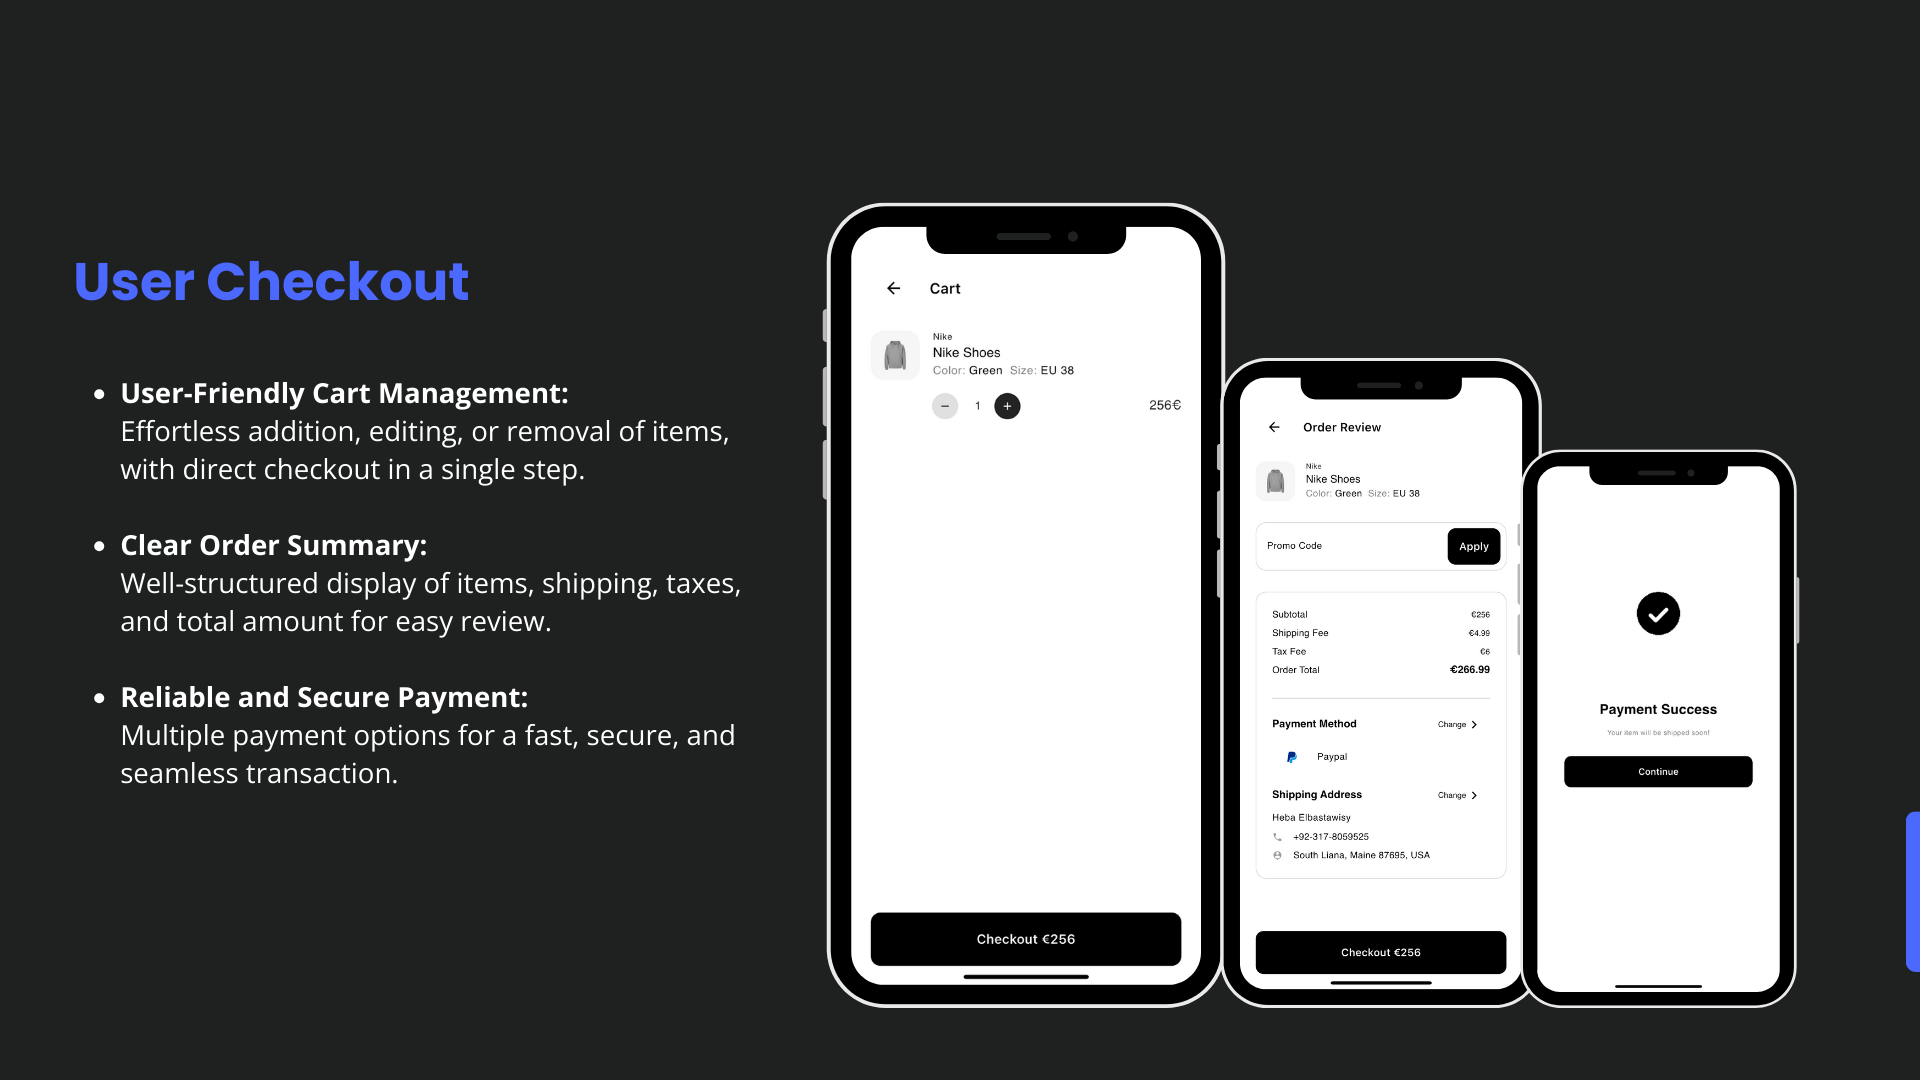 User Checkout
• User-Friendly Cart Management:
Effortless addition, editing, or removal of items,
with direct checkout in a single step.
• Clear Order Summary:
Well-structured display of items, shipping, taxes,
and total amount for easy review.
• Reliable and Secure Payment:
Multiple payment options for a fast, secure, and
seamless transaction.
Cart
Nike
Nike Shoes
Color: Green Size: EU 38
− 1 + 256€
Checkout €256
Order Review
Nike
Nike Shoes
Color: Green Size: EU 38
Promo Code Apply
Subtotal €256
Shipping Fee €4.99
Tax Fee €6
Order Total €266.99
Payment Method Change
Paypal
Shipping Address Change
Heba Elbastawisy
+92-317-8059525
South Liana, Maine 87695, USA
Checkout €256
Payment Success
Your item will be shipped soon!
Continue